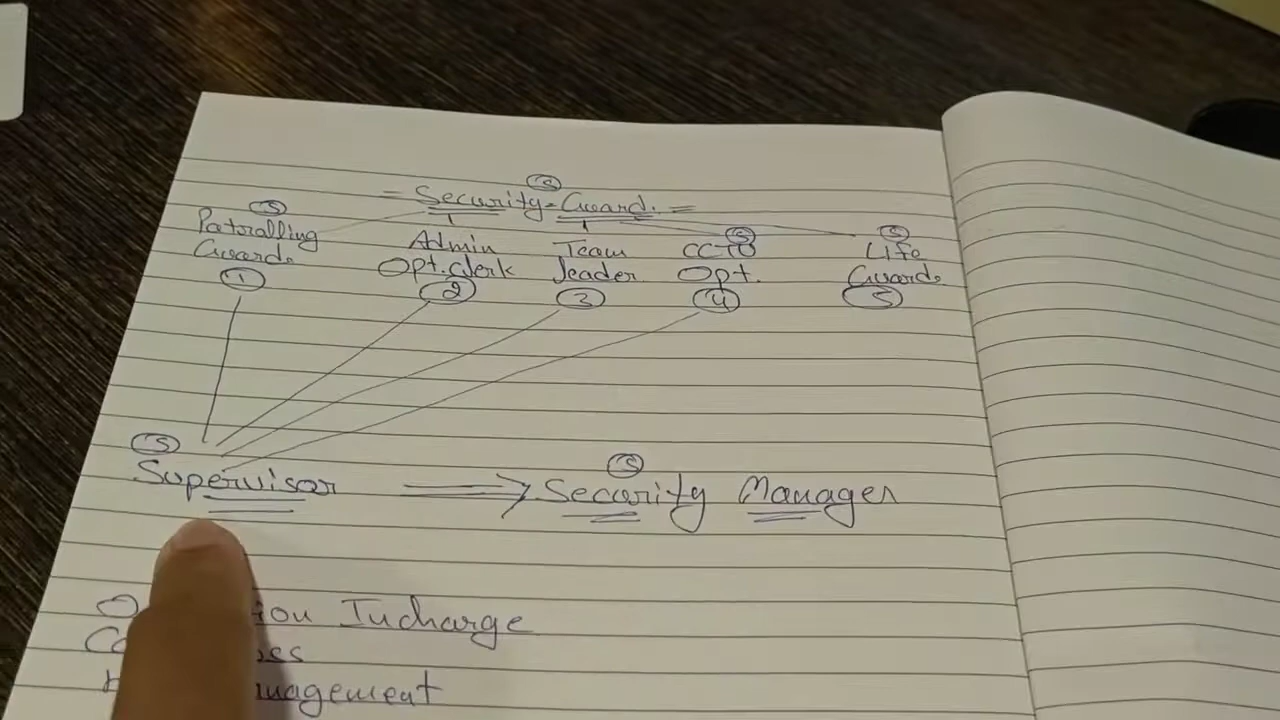 = Security Guard. =
Patrolling
Guard.
1
Admin
Opt. Clerk
2
Team
Leader
3
CCTV
Opt.
4
Life
Guard.
5
Supervisor ⇒ Security Manager
Incharge